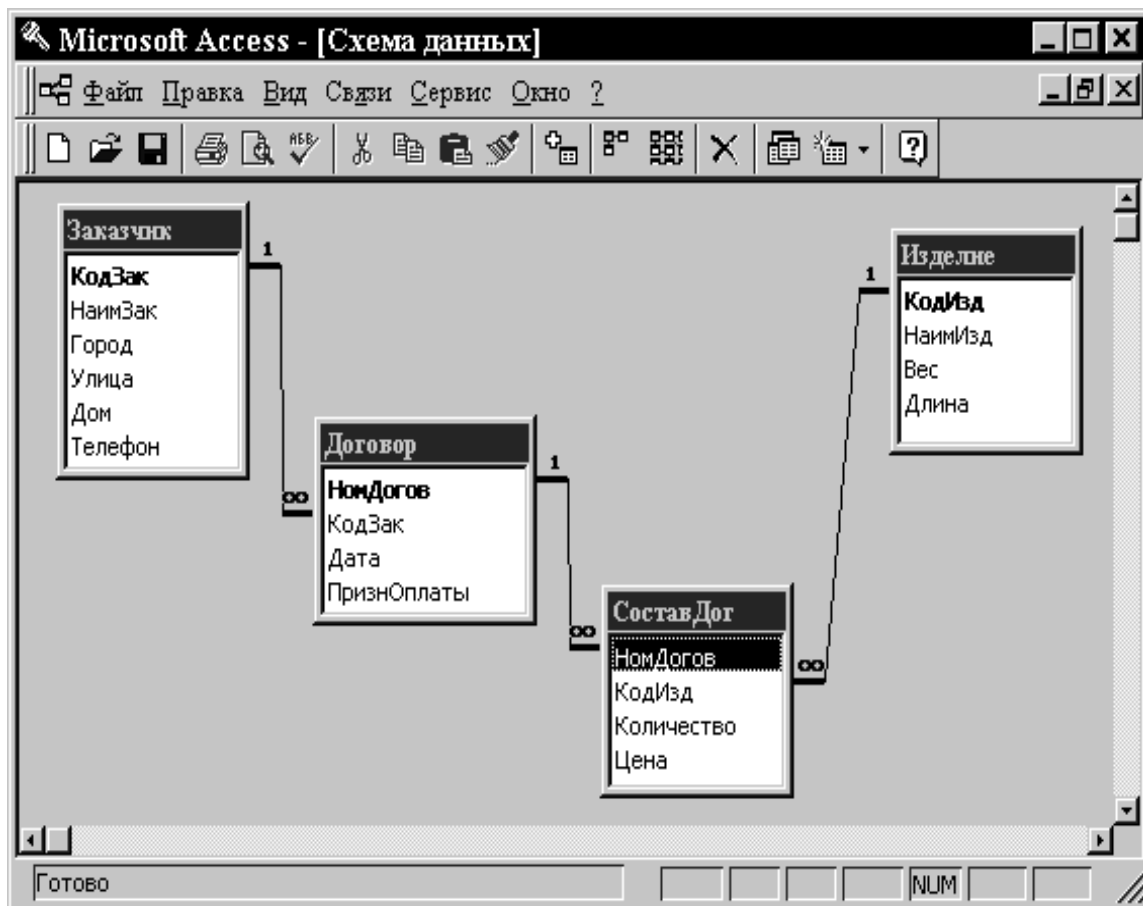 Microsoft Access - [Схема данных]
Файл Правка Вид Связи Сервис Окно ?
АБВ
Заказчик
КодЗак
НаимЗак
Город
Улица
Дом
Телефон
1
∞
Договор
НомДогов
КодЗак
Дата
ПризнОплаты
1
∞
СоставДог
НомДогов
КодИзд
Количество
Цена
∞
1
Изделие
КодИзд
НаимИзд
Вес
Длина
Готово
NUM